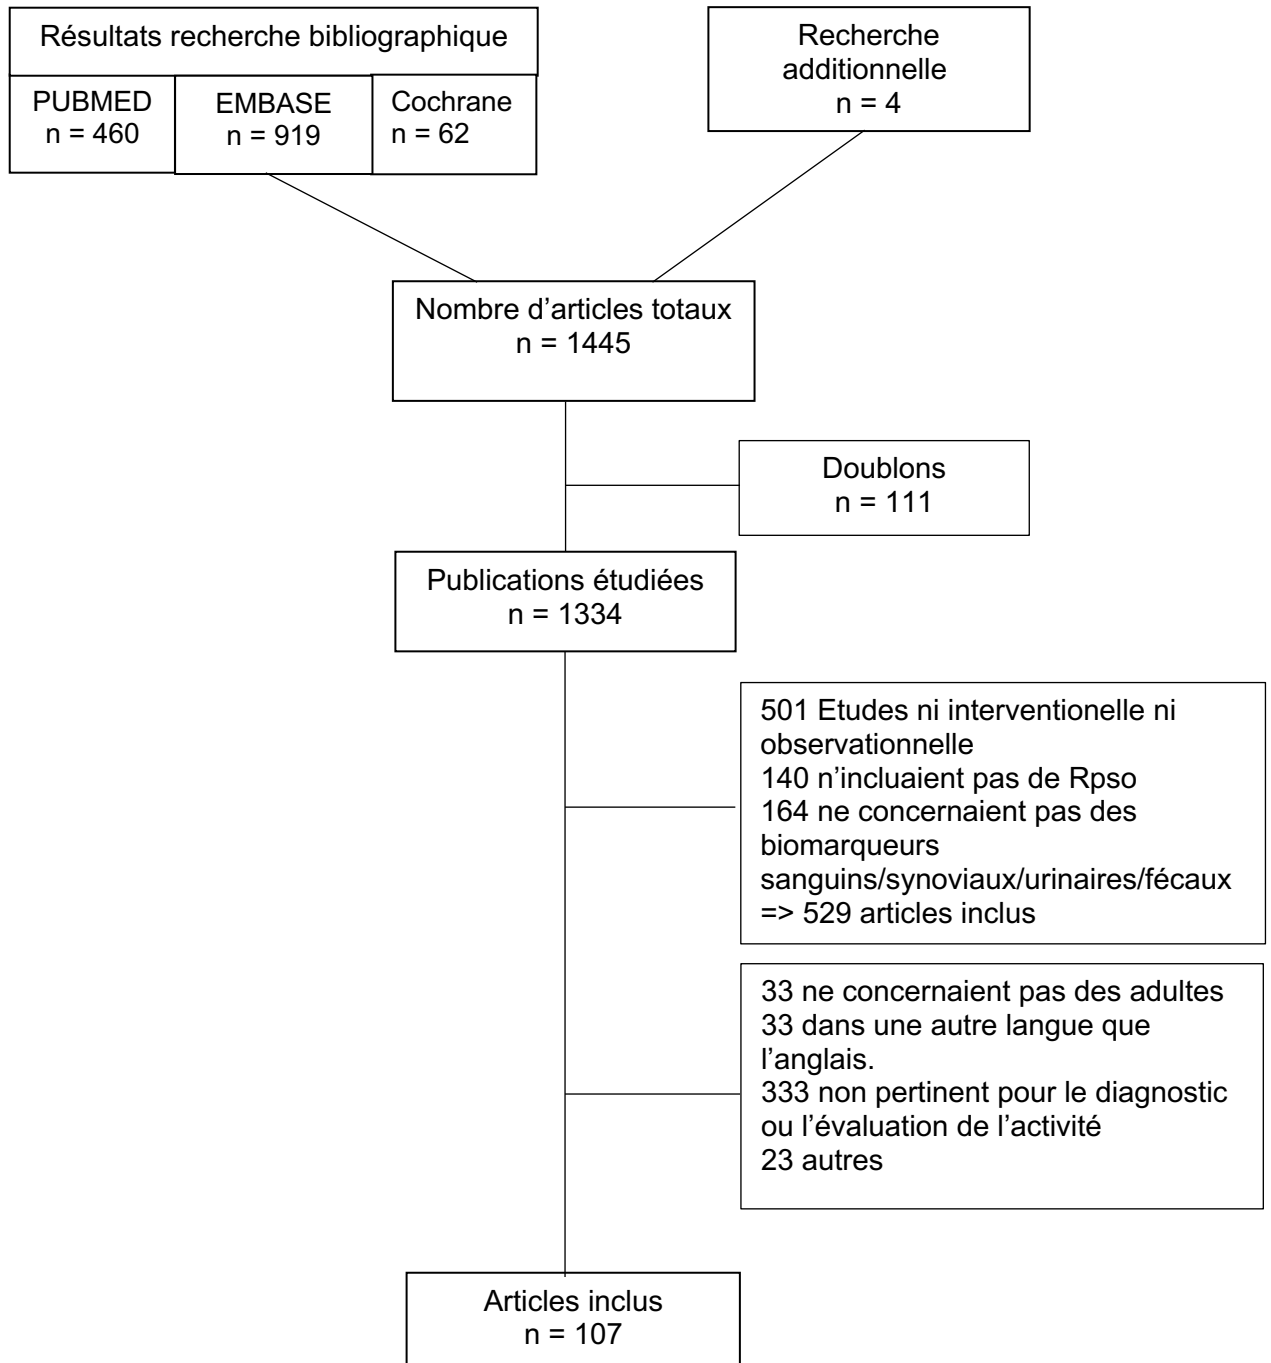 Résultats recherche bibliographique
PUBMED
n = 460
EMBASE
n = 919
Cochrane
n = 62
Recherche
additionnelle
n = 4
Nombre d’articles totaux
n = 1445
Doublons
n = 111
Publications étudiées
n = 1334
501 Etudes ni interventionelle ni
observationnelle
140 n’incluaient pas de Rpso
164 ne concernaient pas des
biomarqueurs
sanguins/synoviaux/urinaires/fécaux
=> 529 articles inclus
33 ne concernaient pas des adultes
33 dans une autre langue que
l’anglais.
333 non pertinent pour le diagnostic
ou l’évaluation de l’activité
23 autres
Articles inclus
n = 107